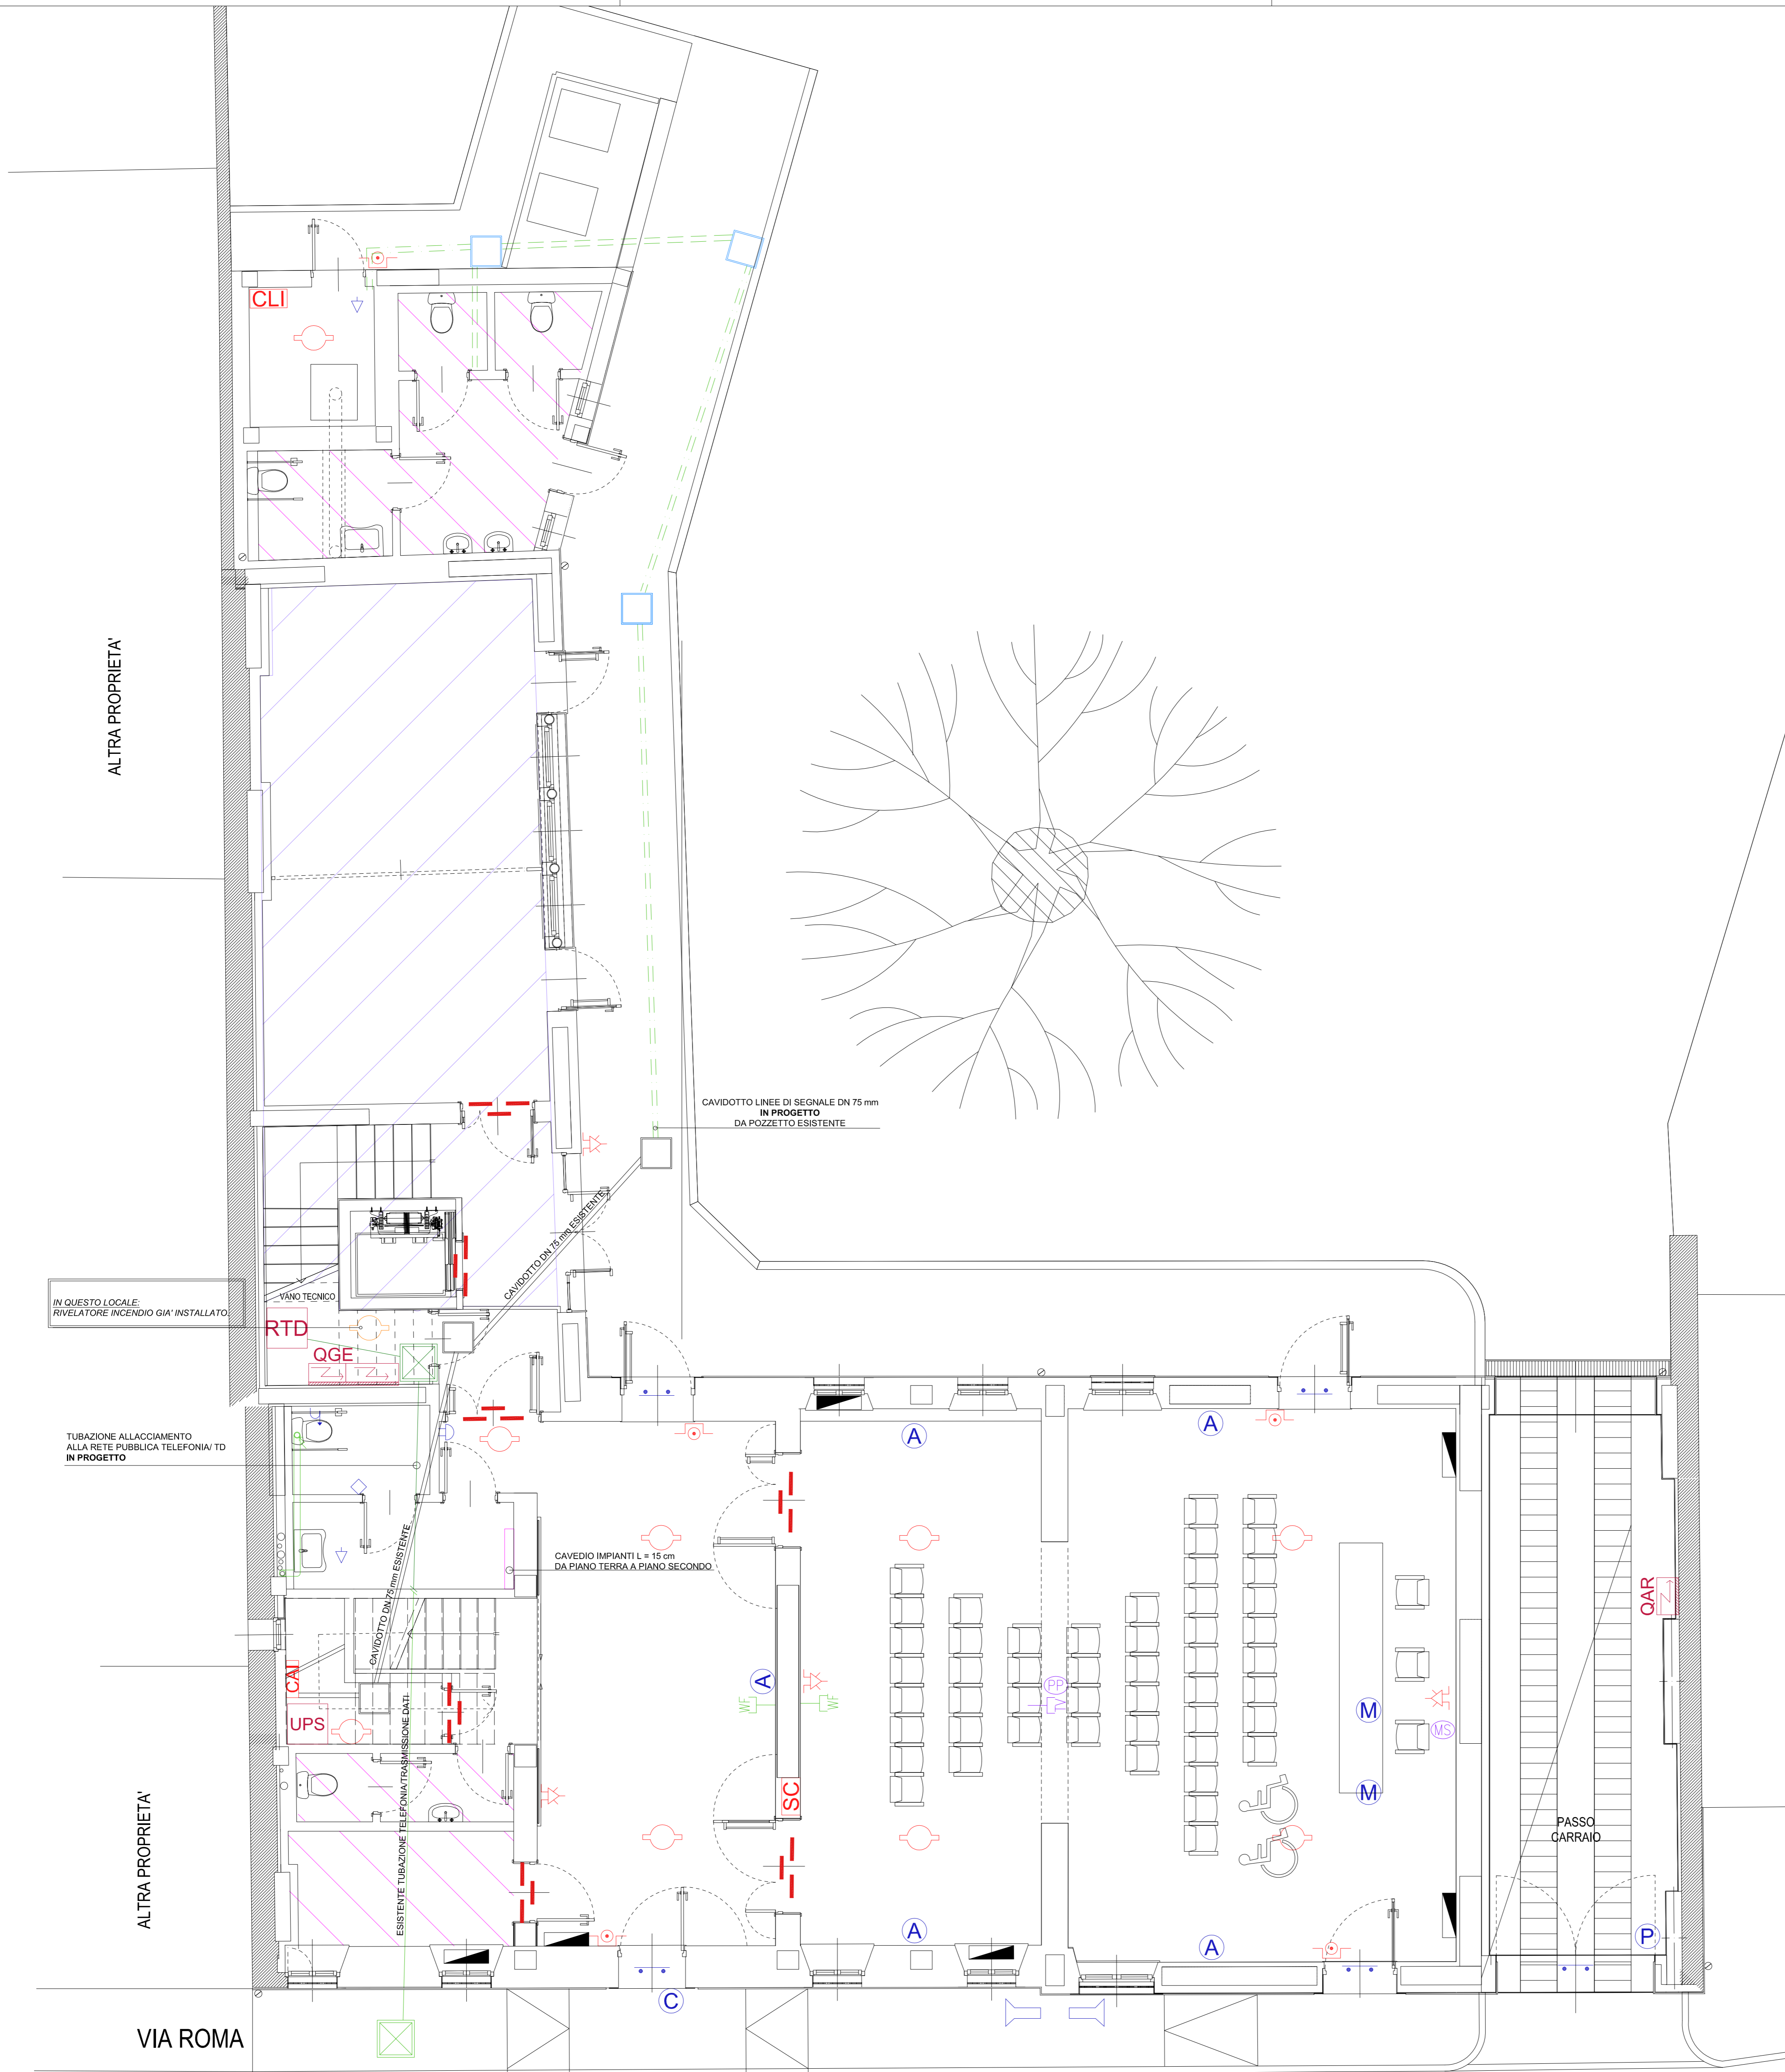 CLI
ALTRA PROPRIETA'
CAVIDOTTO LINEE DI SEGNALE DN 75 mm
IN PROGETTO
DA POZZETTO ESISTENTE
CAVIDOTTO DN 75 mm ESISTENTE
VANO TECNICO
IN QUESTO LOCALE:
RIVELATORE INCENDIO GIA' INSTALLATO.
RTD
QGE
TUBAZIONE ALLACCIAMENTO
ALLA RETE PUBBLICA TELEFONIA/ TD
IN PROGETTO
A
A
CAVIDOTTO DN 75 mm ESISTENTE
CAVEDIO IMPIANTI L = 15 cm
DA PIANO TERRA A PIANO SECONDO
QAR
CAI
UPS
A
WF
WF
PP
M
MS
M
SC
ESISTENTE TUBAZIONE TELEFONIA/TRASMISSIONE DATI
PASSO
CARRAIO
ALTRA PROPRIETA'
A
A
P
C
VIA ROMA